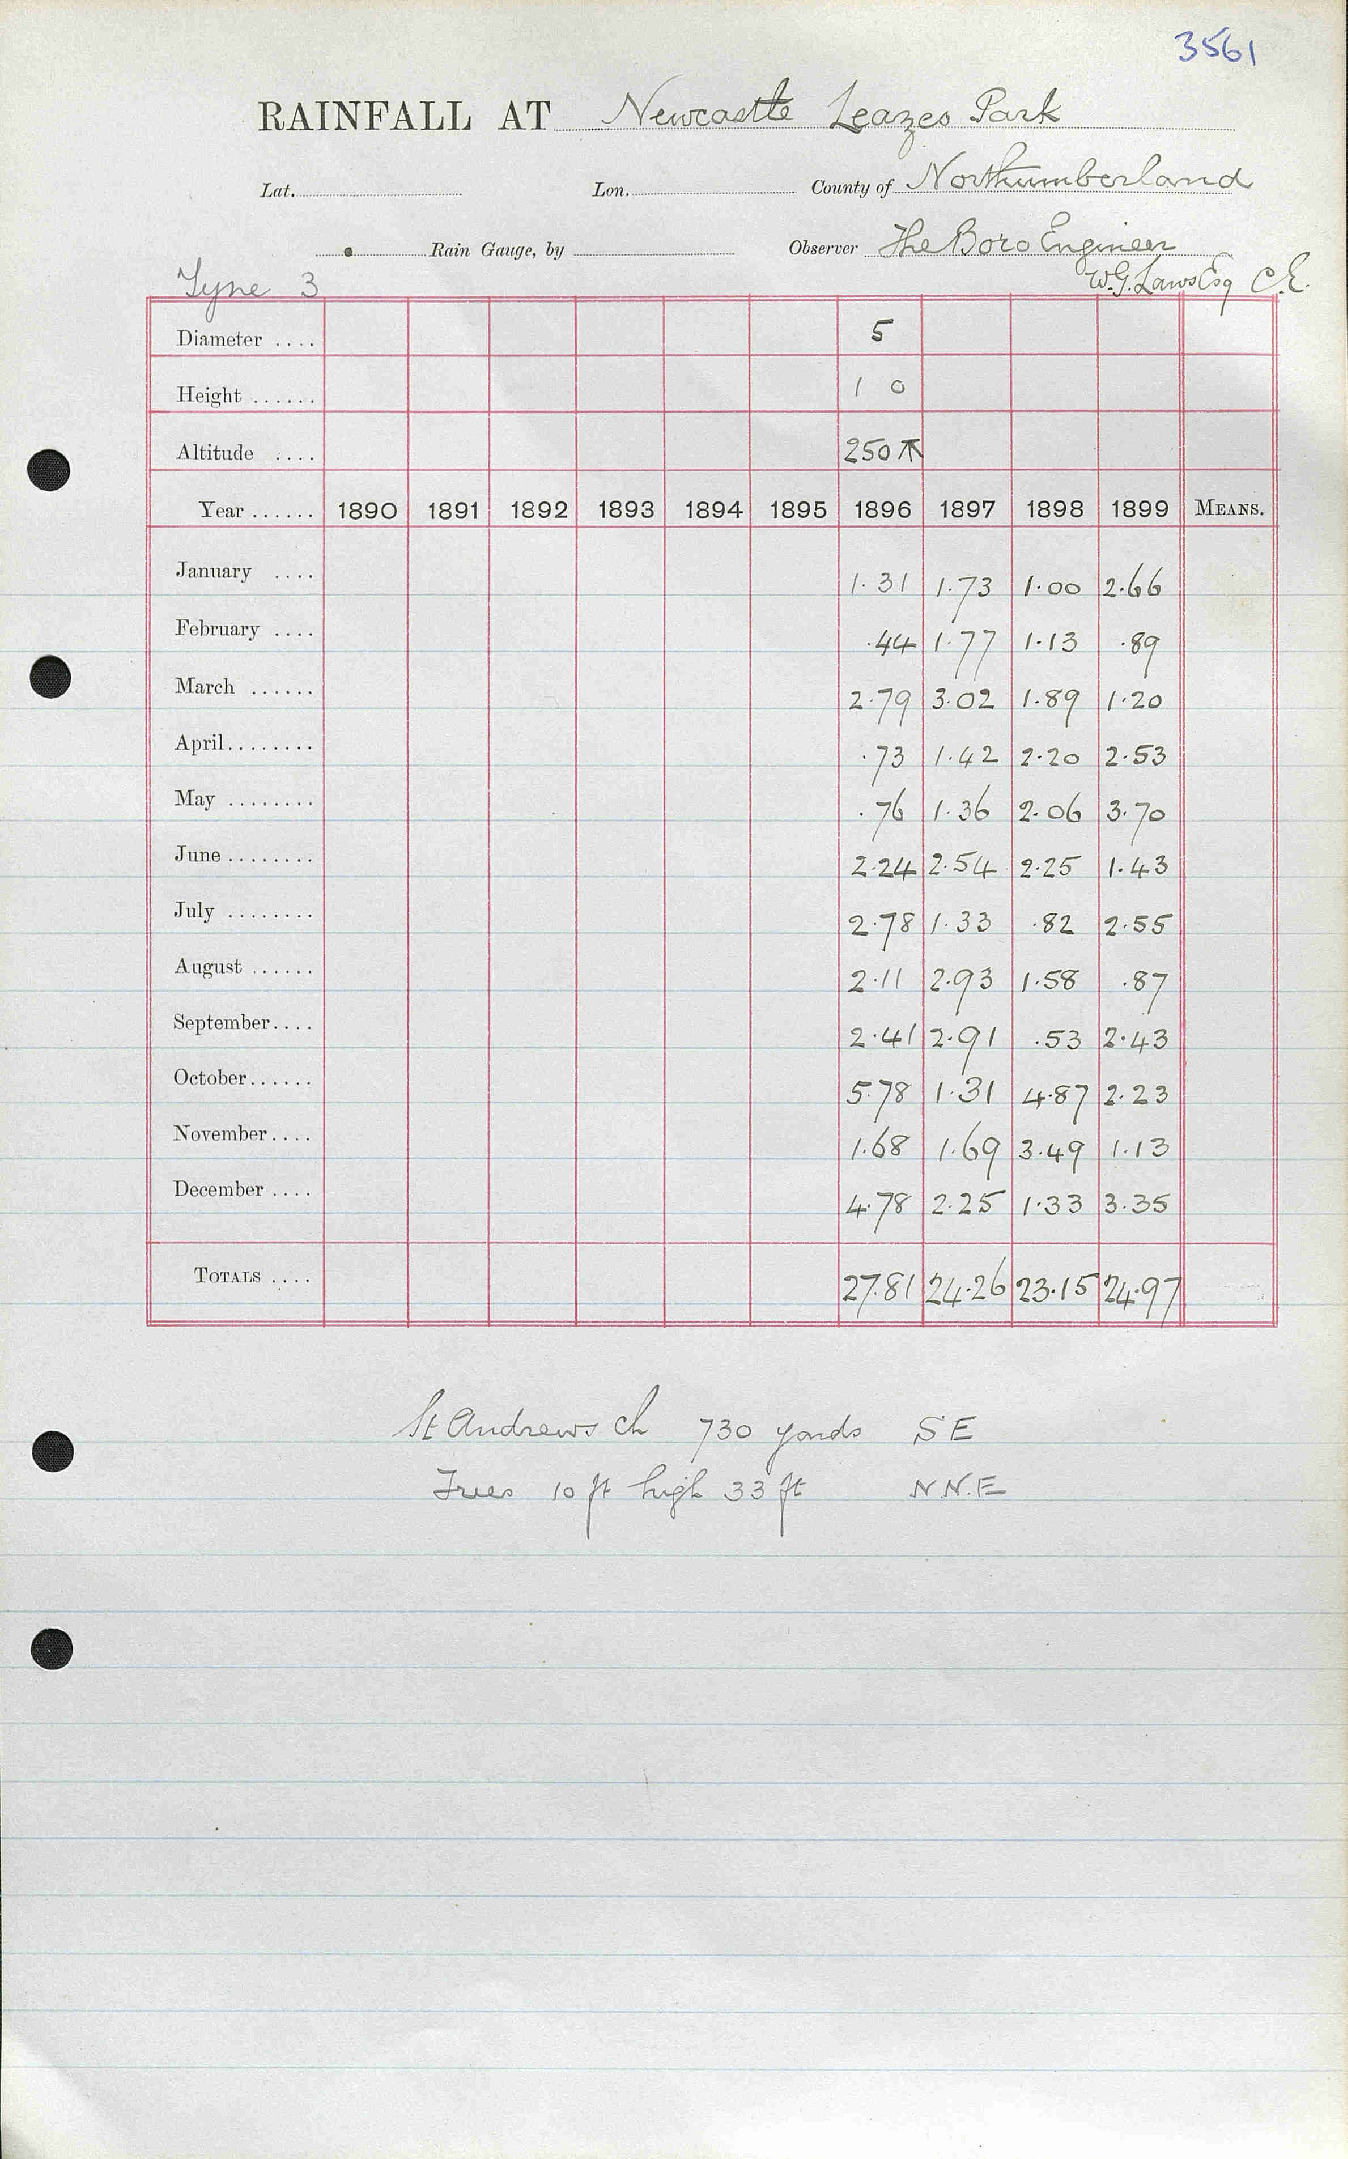 3561
RAINFALL AT Newcastle Leazes Park
Lat. Lon. County of Northumberland
Rain Gauge, by Observer The Boro Engineer
Tyne 3 W.G. Laws Esq C.E.
Diameter .... 5
Height ...... 1 0
Altitude .... 250
Year ...... 1890 1891 1892 1893 1894 1895 1896 1897 1898 1899 MEANS.
January .... 1.31 1.73 1.00 2.66
February .... .44 1.77 1.13 .89
March ...... 2.79 3.02 1.89 1.20
April........ .73 1.42 2.20 2.53
May ........ .76 1.36 2.06 3.70
June ........ 2.24 2.54 2.25 1.43
July ........ 2.78 1.33 .82 2.55
August ...... 2.11 2.93 1.58 .87
September.... 2.41 2.91 .53 2.43
October...... 5.78 1.31 4.87 2.23
November.... 1.68 1.69 3.49 1.13
December .... 4.78 2.25 1.33 3.35
TOTALS .... 27.81 24.26 23.15 24.97
St Andrews ch 730 yards SE
Trees 10 ft high 33 ft N N.E